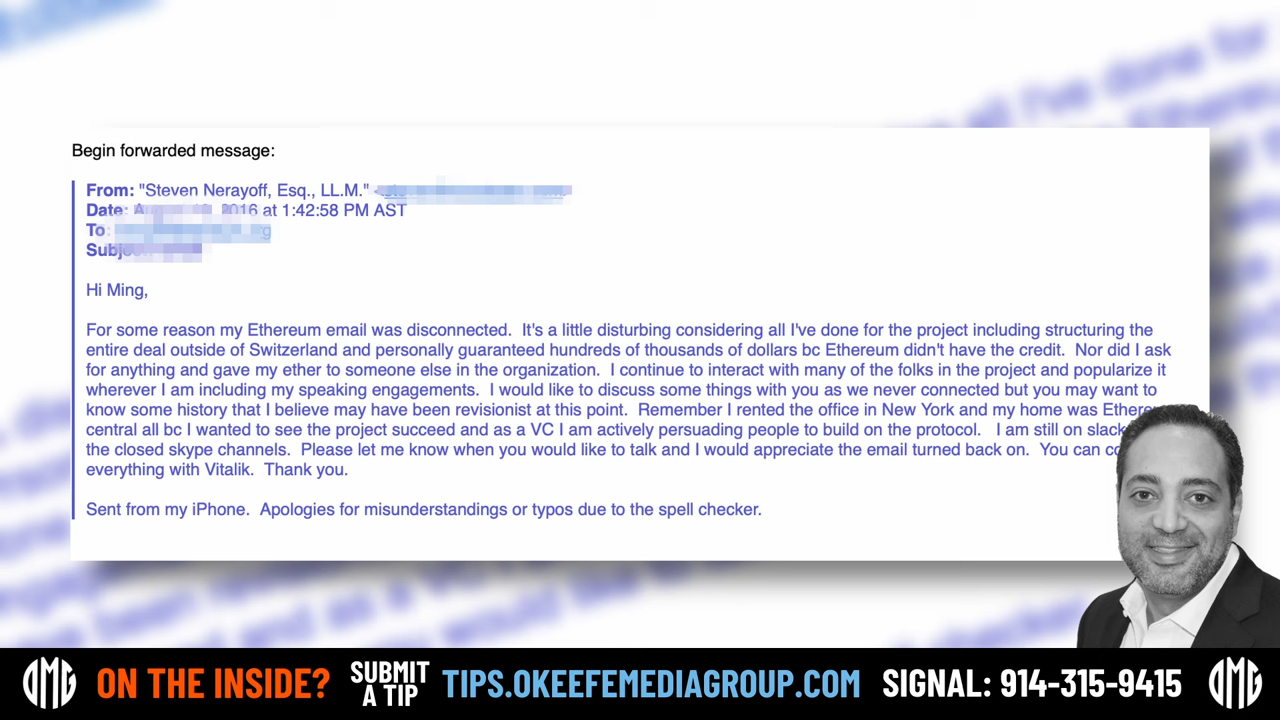 Begin forwarded message:
From: "Steven Nerayoff, Esq., LL.M."
Date: 2016 at 1:42:58 PM AST
To:
Hi Ming,
For some reason my Ethereum email was disconnected. It's a little disturbing considering all I've done for the project including structuring the
entire deal outside of Switzerland and personally guaranteed hundreds of thousands of dollars bc Ethereum didn't have the credit. Nor did I ask
for anything and gave my ether to someone else in the organization. I continue to interact with many of the folks in the project and popularize it
wherever I am including my speaking engagements. I would like to discuss some things with you as we never connected but you may want to
know some history that I believe may have been revisionist at this point. Remember I rented the office in New York and my home was
central all bc I wanted to see the project succeed and as a VC I am actively persuading people to build on the protocol. I am still on slack
the closed skype channels. Please let me know when you would like to talk and I would appreciate the email turned back on. You can
everything with Vitalik. Thank you.
Sent from my iPhone. Apologies for misunderstandings or typos due to the spell checker.
OMG ON THE INSIDE? SUBMIT A TIP TIPS.OKEEFEMEDIAGROUP.COM SIGNAL: 914-315-9415 OMG